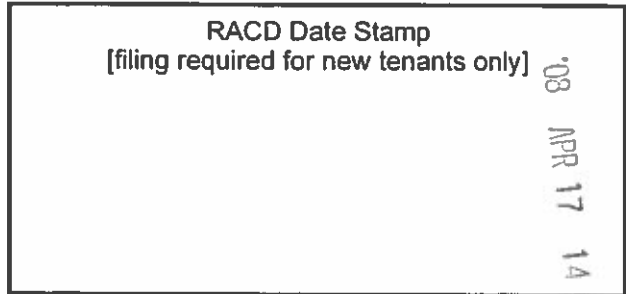 RACD Date Stamp
[filing required for new tenants only]
'08 APR 17 14